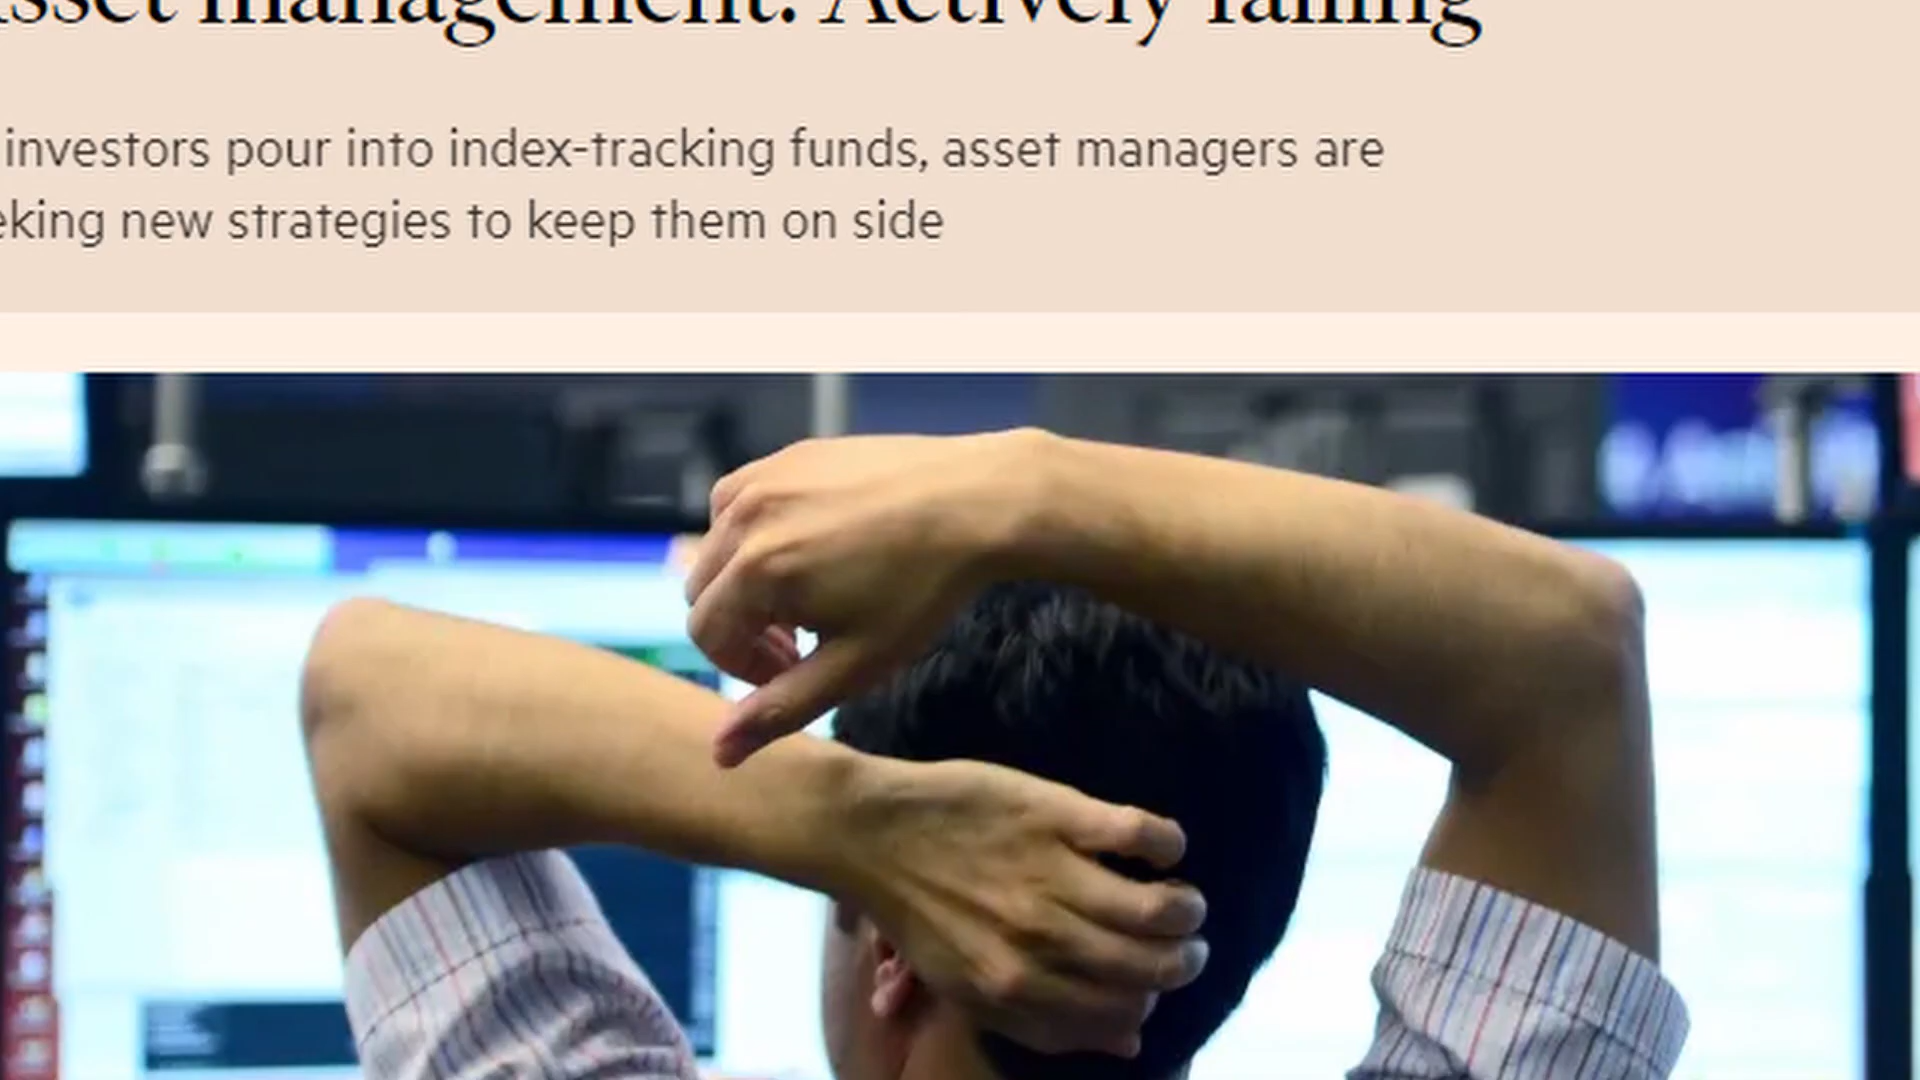 sset management: Actively failing
investors pour into index-tracking funds, asset managers are
eking new strategies to keep them on side